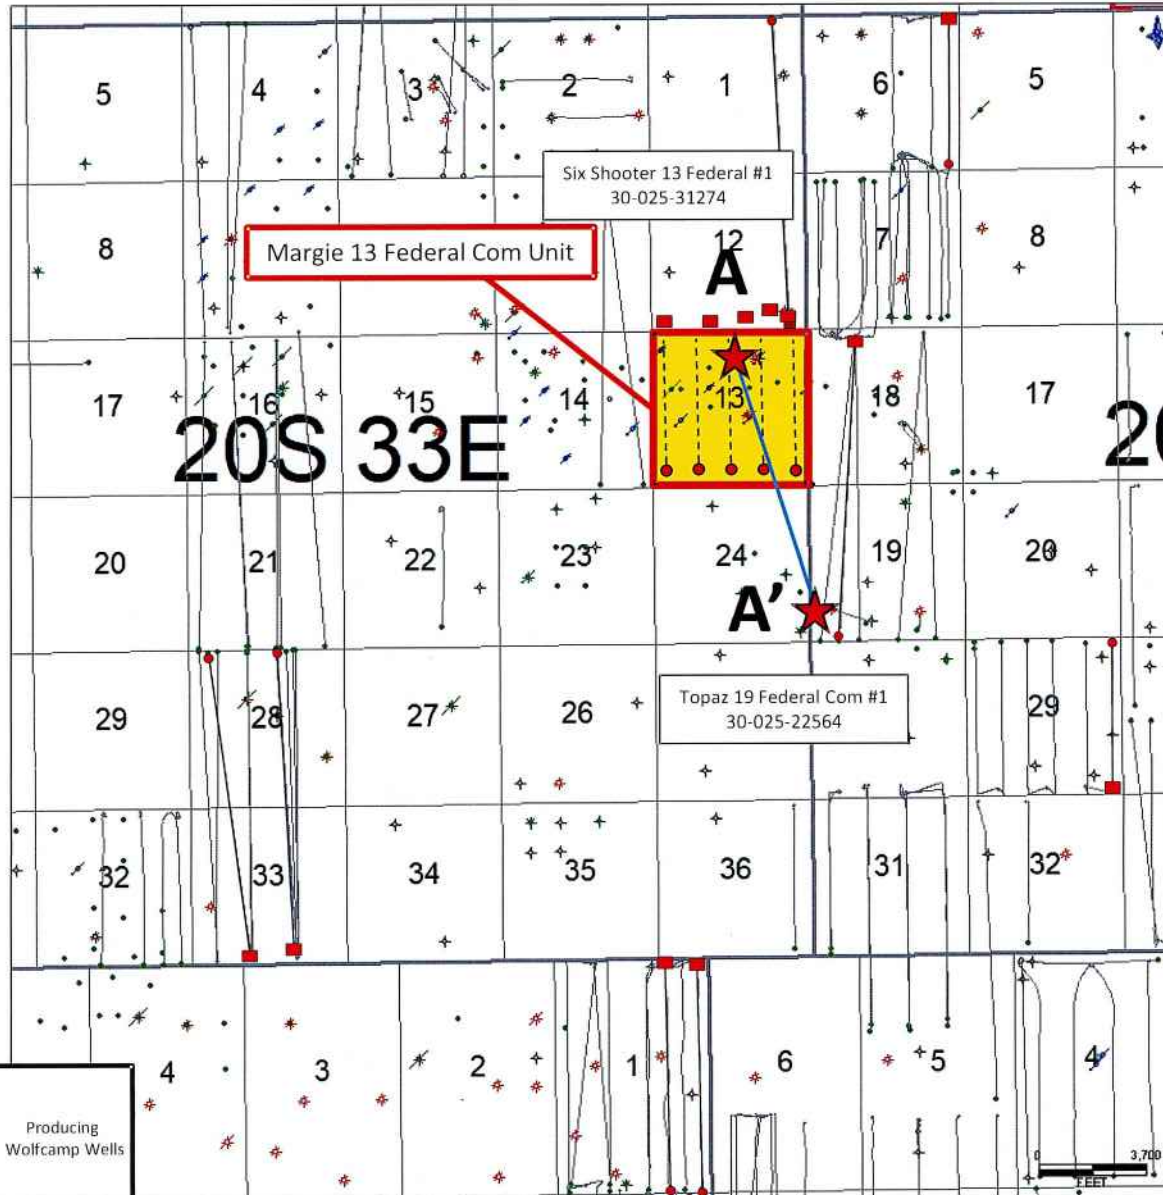 5 4 3 2 1 6 5
Six Shooter 13 Federal #1
30-025-31274
8 12 7 8
Margie 13 Federal Com Unit
A
17 16 15 14 13 18 17
20S 33E
20 21 22 23 24 19 20
A'
29 28 27 26 29
Topaz 19 Federal Com #1
30-025-22564
32 33 34 35 36 31 32
4 3 2 1 6 5 4
Producing
Wolfcamp Wells
0 3,700
FEET